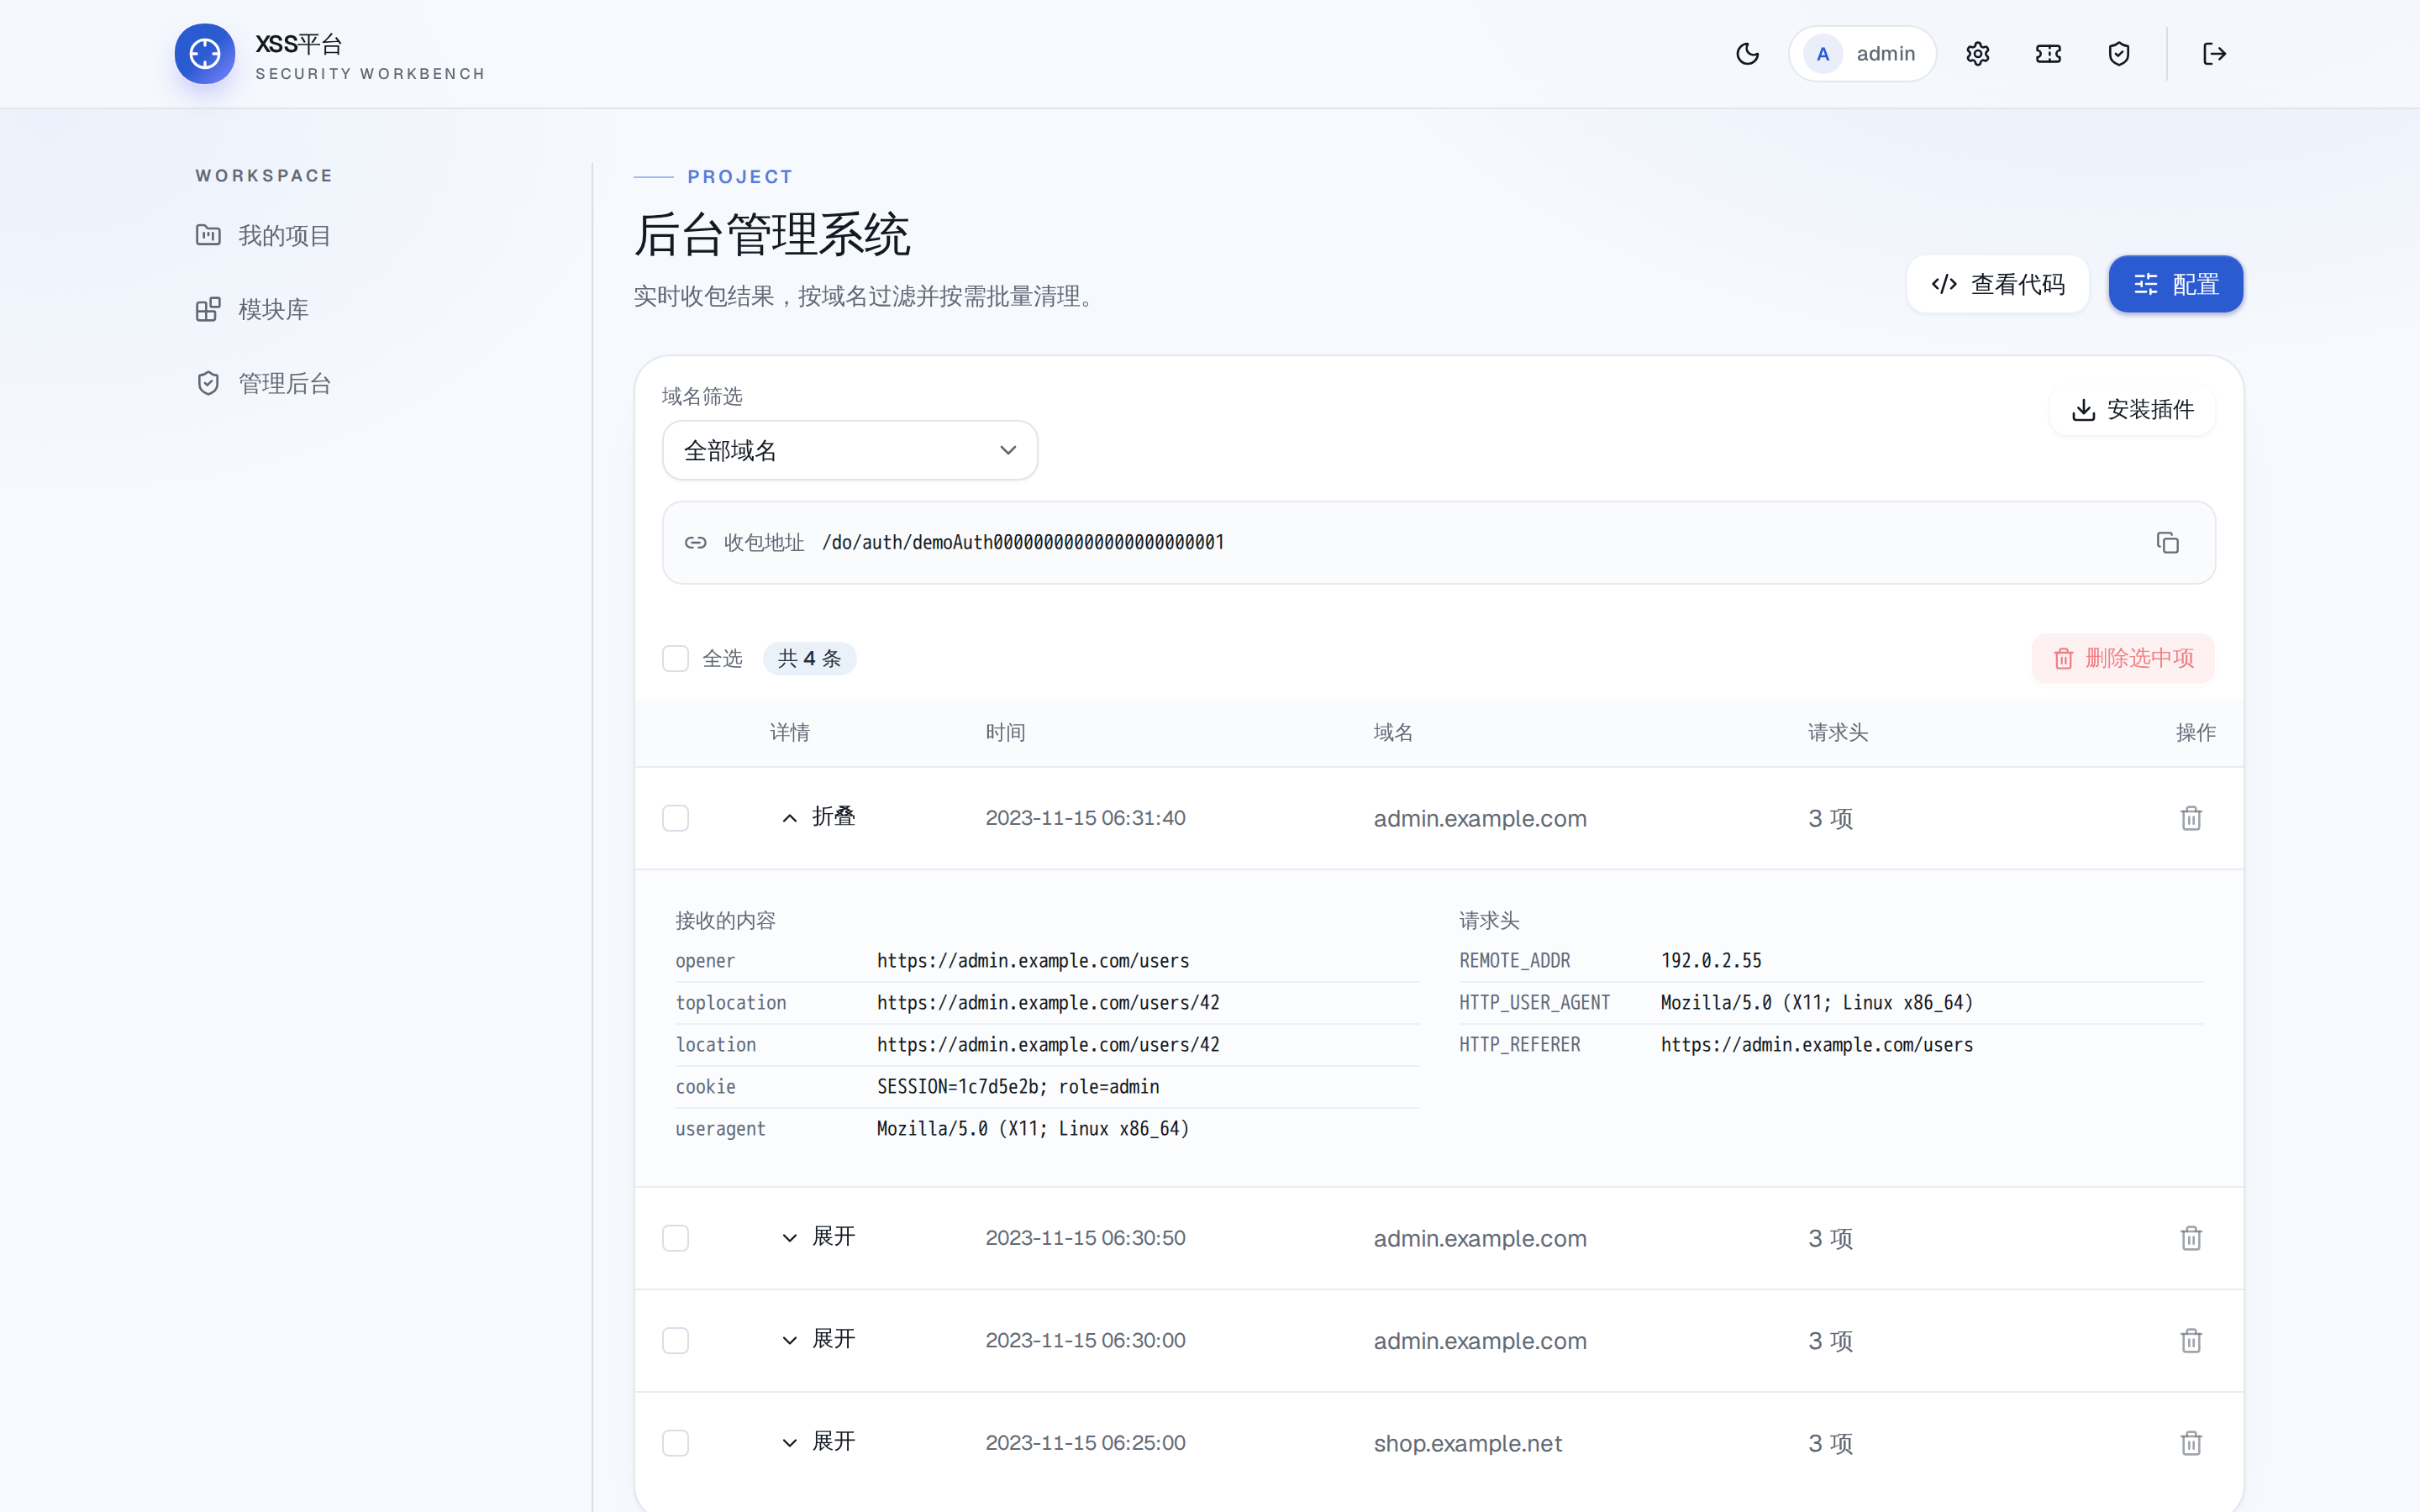 XSS平台
SECURITY WORKBENCH
A admin
WORKSPACE
我的项目
模块库
管理后台
PROJECT
后台管理系统
实时收包结果，按域名过滤并按需批量清理。
查看代码
配置
域名筛选
全部域名
安装插件
收包地址 /do/auth/demoAuth00000000000000000000001
全选 共 4 条
删除选中项
详情 时间 域名 请求头 操作
折叠 2023-11-15 06:31:40 admin.example.com 3 项
接收的内容
opener https://admin.example.com/users
toplocation https://admin.example.com/users/42
location https://admin.example.com/users/42
cookie SESSION=1c7d5e2b; role=admin
useragent Mozilla/5.0 (X11; Linux x86_64)
请求头
REMOTE_ADDR 192.0.2.55
HTTP_USER_AGENT Mozilla/5.0 (X11; Linux x86_64)
HTTP_REFERER https://admin.example.com/users
展开 2023-11-15 06:30:50 admin.example.com 3 项
展开 2023-11-15 06:30:00 admin.example.com 3 项
展开 2023-11-15 06:25:00 shop.example.net 3 项